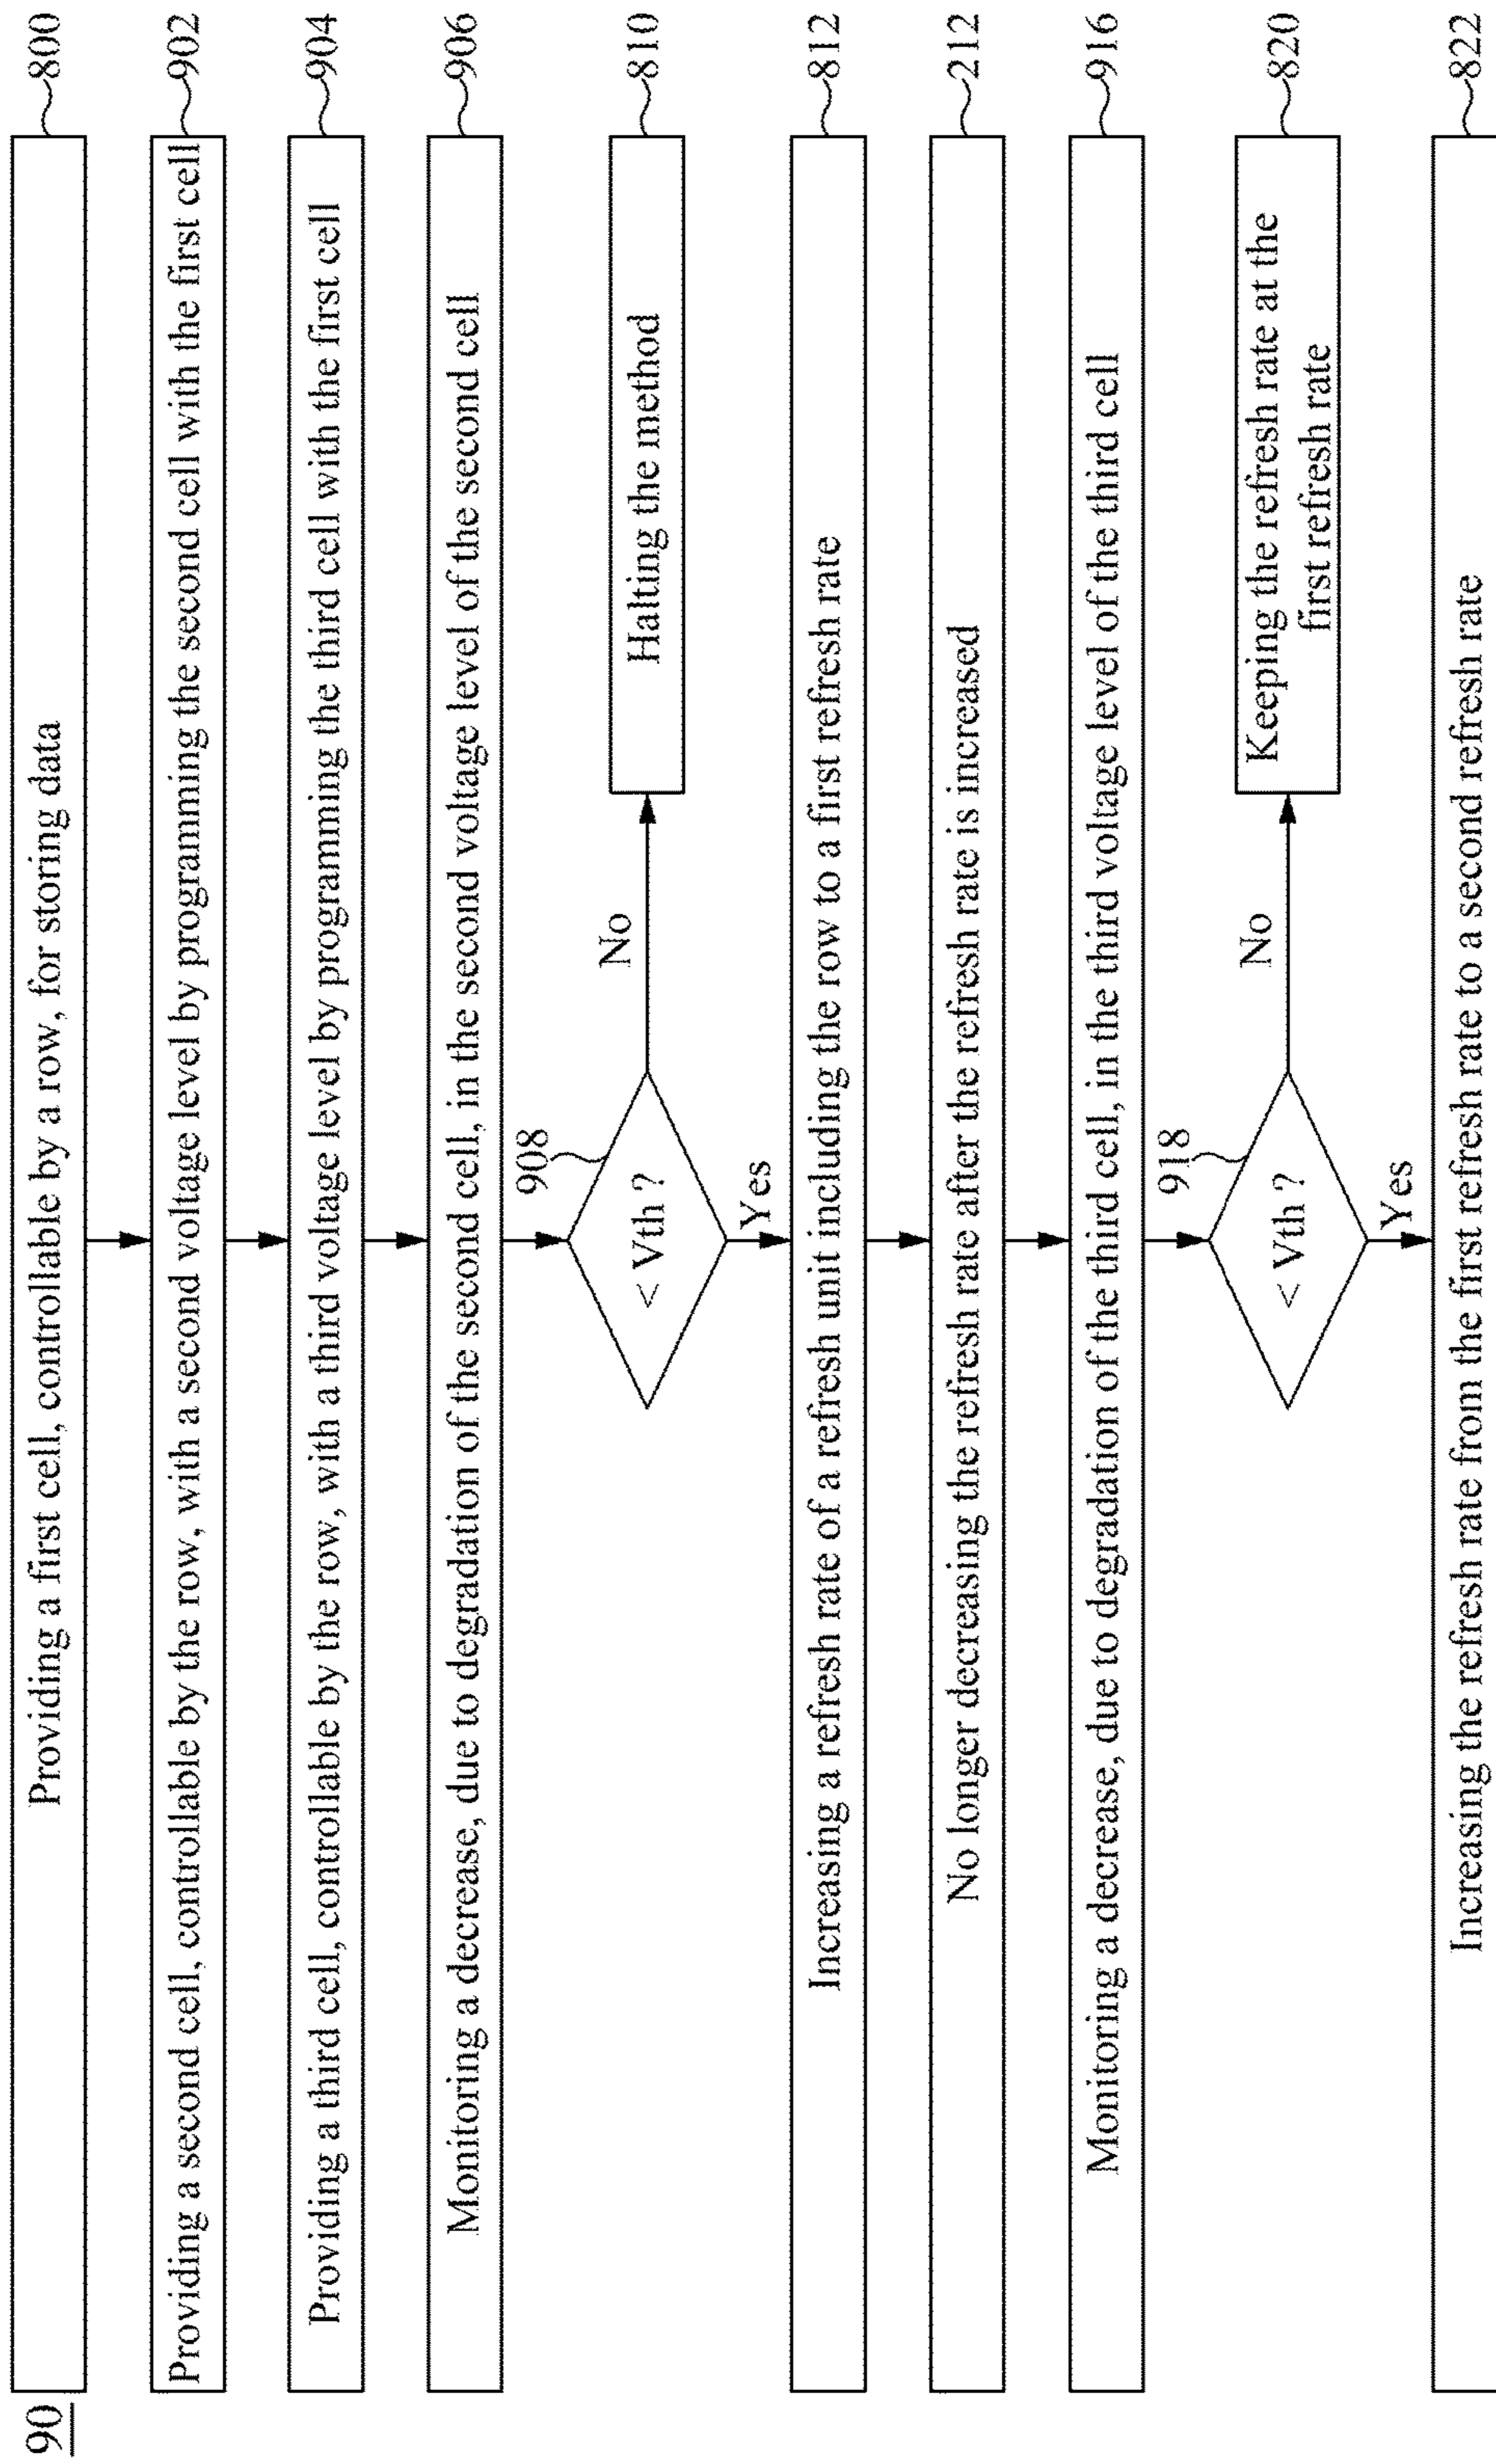 90
Providing a first cell, controllable by a row, for storing data
800
Providing a second cell, controllable by the row, with a second voltage level by programming the second cell with the first cell
902
Providing a third cell, controllable by the row, with a third voltage level by programming the third cell with the first cell
904
Monitoring a decrease, due to degradation of the second cell, in the second voltage level of the second cell
906
908
< Vth ?
No
Halting the method
810
Yes
Increasing a refresh rate of a refresh unit including the row to a first refresh rate
812
No longer decreasing the refresh rate after the refresh rate is increased
212
Monitoring a decrease, due to degradation of the third cell, in the third voltage level of the third cell
916
918
< Vth ?
No
Keeping the refresh rate at the
first refresh rate
820
Yes
Increasing the refresh rate from the first refresh rate to a second refresh rate
822